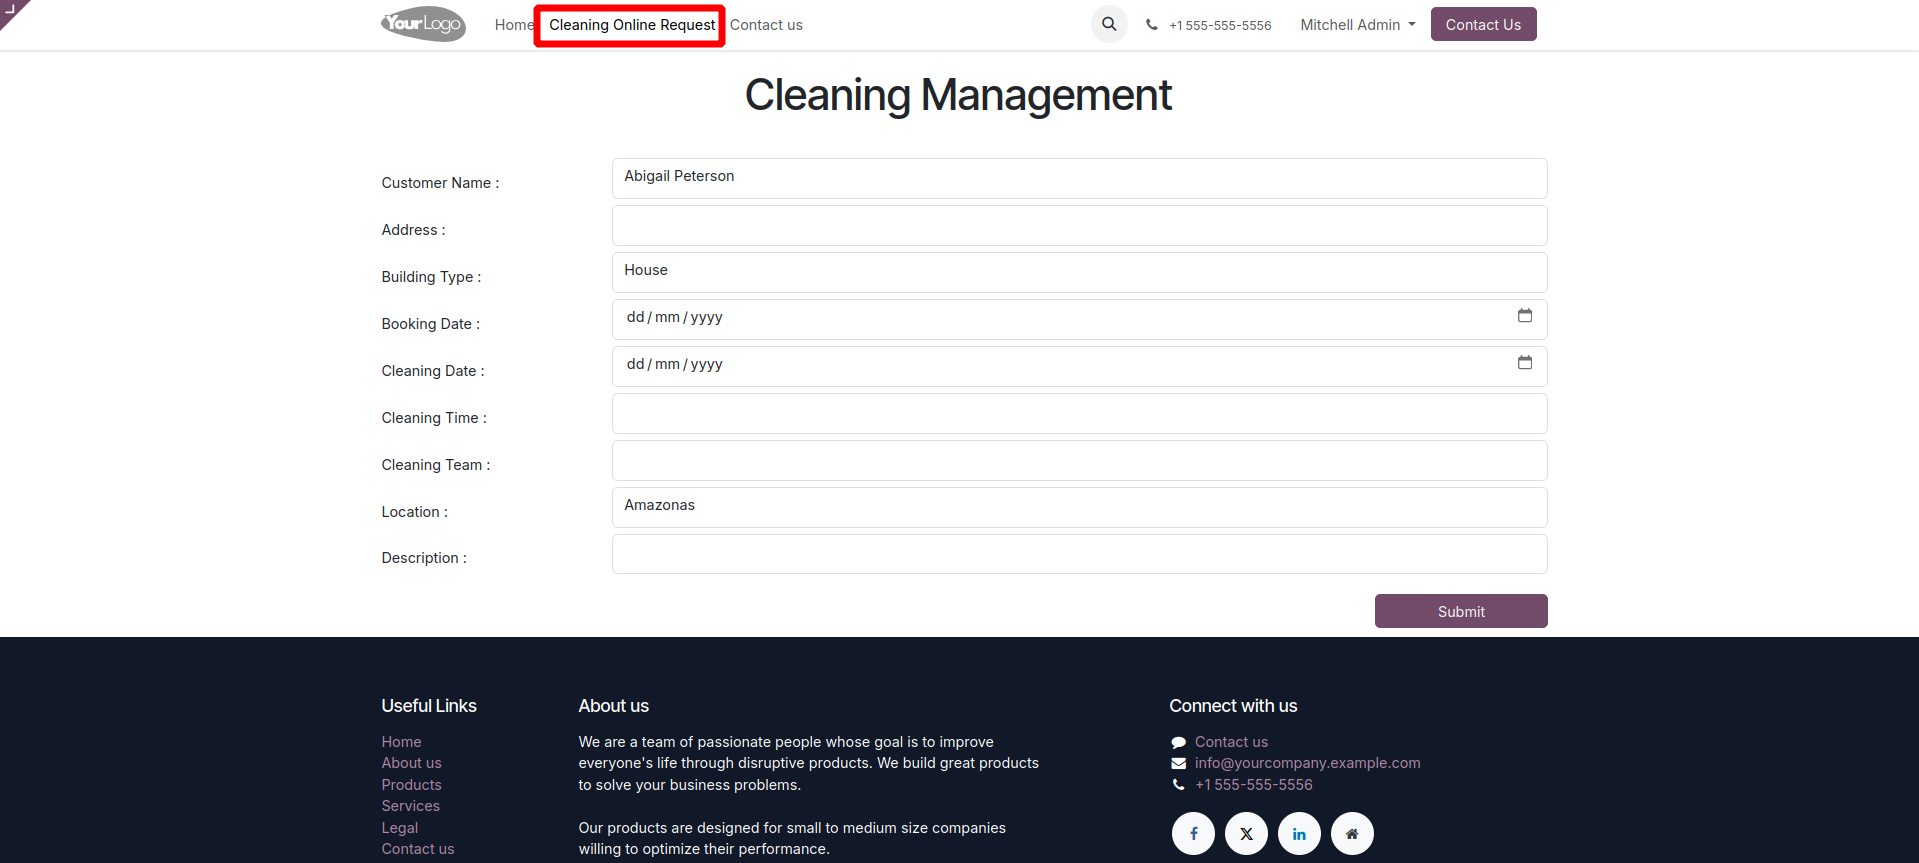 YourLogo Home Cleaning Online Request Contact us +1 555-555-5556 Mitchell Admin Contact Us
Cleaning Management
Customer Name : Abigail Peterson
Address :
Building Type : House
Booking Date : dd/mm/yyyy
Cleaning Date : dd/mm/yyyy
Cleaning Time :
Cleaning Team :
Location : Amazonas
Description :
Submit
Useful Links
Home
About us
Products
Services
Legal
Contact us
About us
We are a team of passionate people whose goal is to improve
everyone's life through disruptive products. We build great products
to solve your business problems.
Our products are designed for small to medium size companies
willing to optimize their performance.
Connect with us
Contact us
info@yourcompany.example.com
+1 555-555-5556